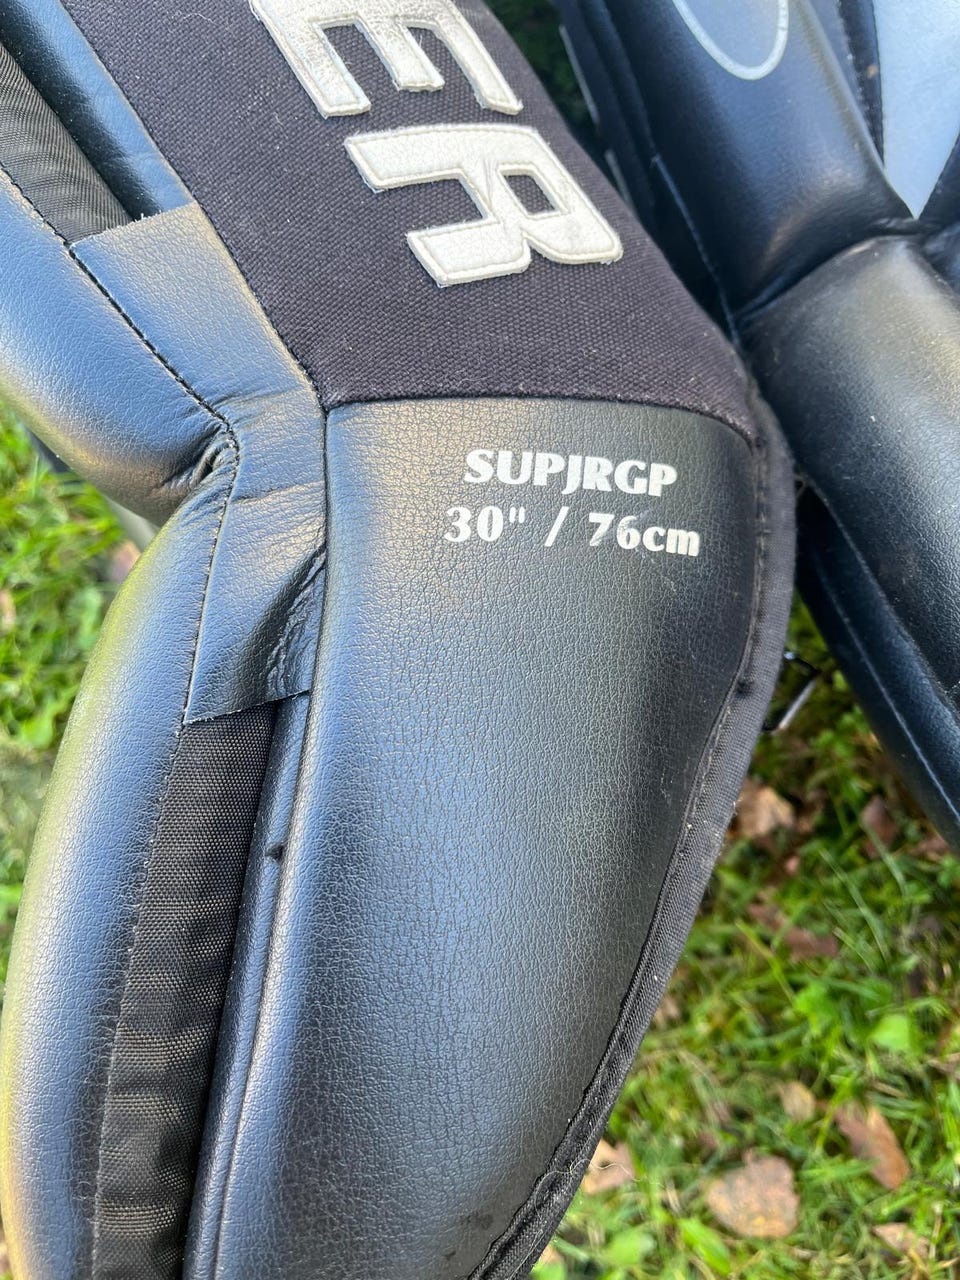 ER
SUPJRGP
30" / 76cm